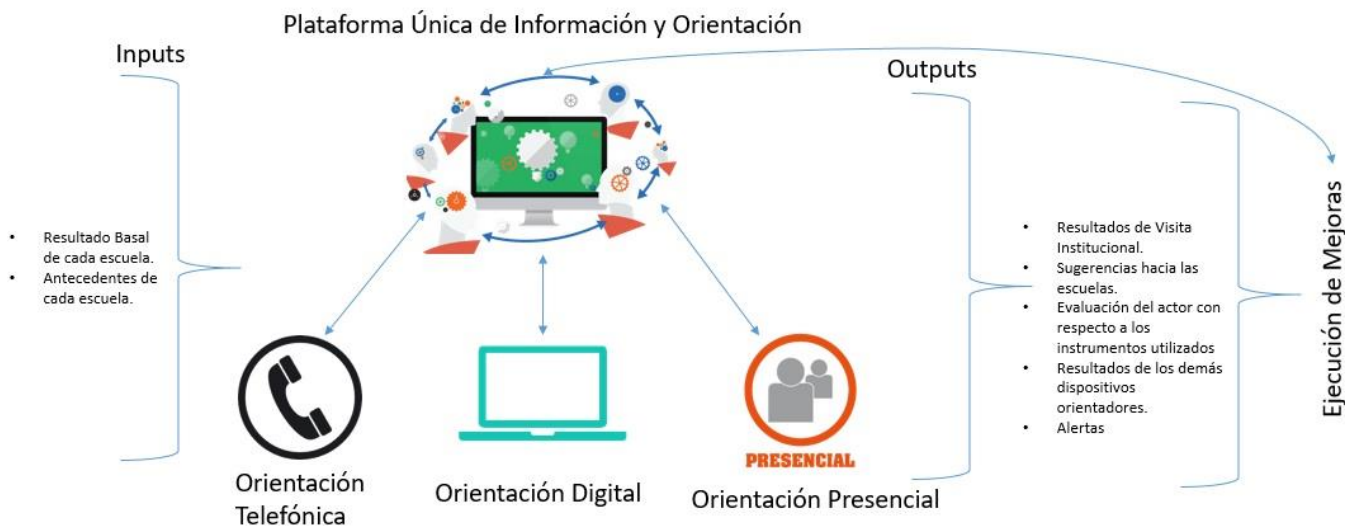 Plataforma Única de Información y Orientación
Inputs
Outputs
• Resultado Basal
de cada escuela.
• Antecedentes de
cada escuela.
• Resultados de Visita
Institucional.
• Sugerencias hacia las
escuelas.
• Evaluación del actor con
respecto a los
instrumentos utilizados
• Resultados de los demás
dispositivos
orientadores.
• Alertas
Ejecución de Mejoras
PRESENCIAL
Orientación
Telefónica
Orientación Digital
Orientación Presencial